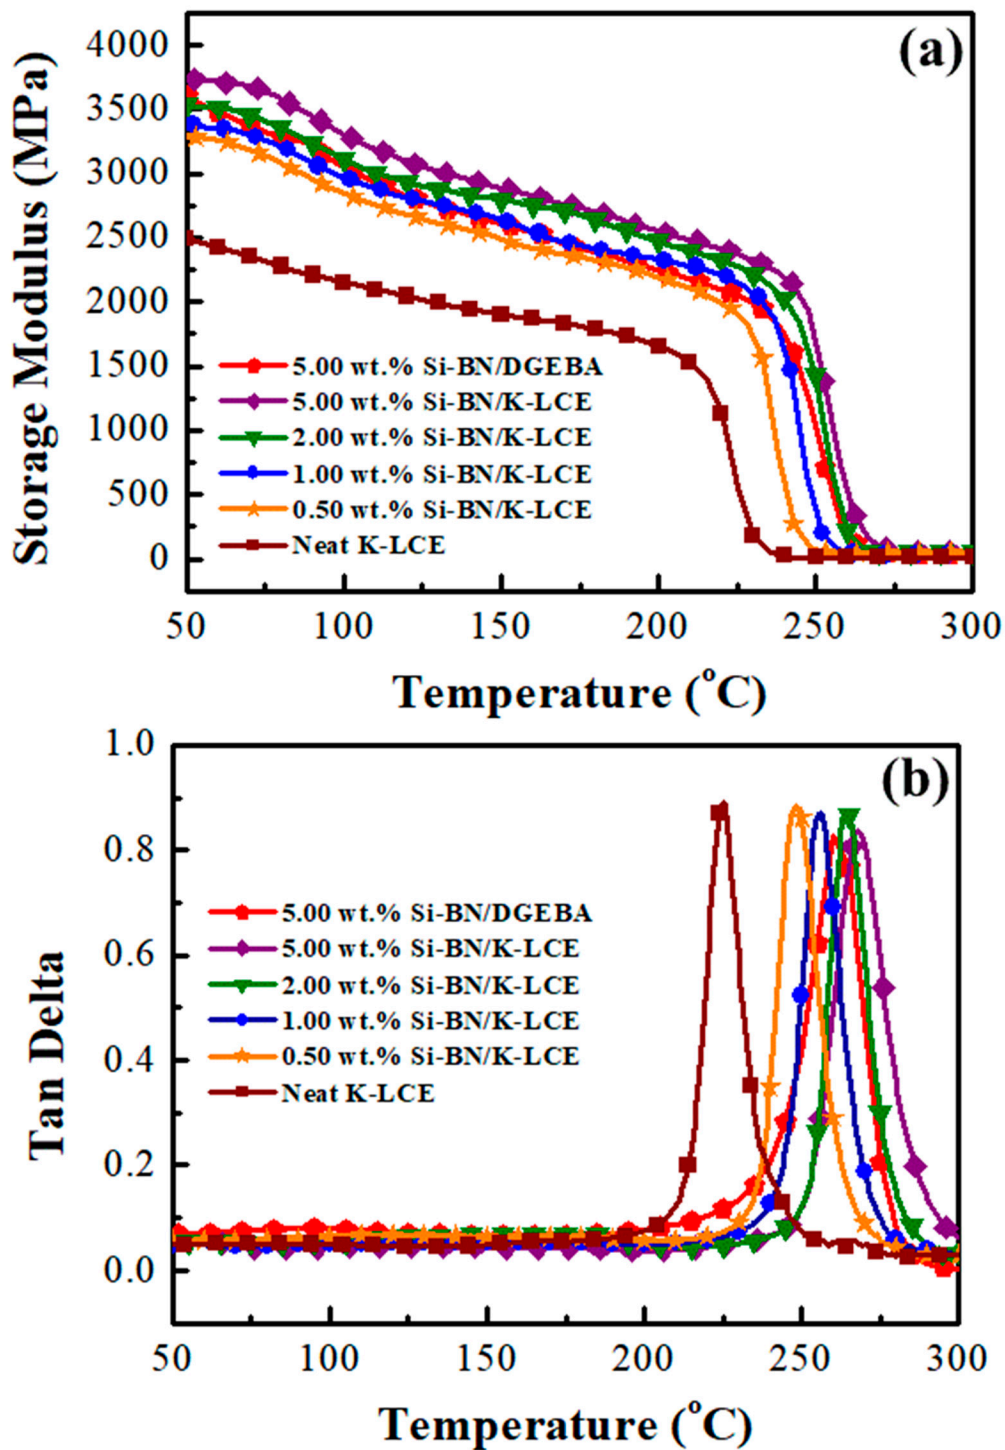 (a)
Storage Modulus (MPa)
4000
3500
3000
2500
2000
1500
1000
500
0
5.00 wt.% Si-BN/DGEBA
5.00 wt.% Si-BN/K-LCE
2.00 wt.% Si-BN/K-LCE
1.00 wt.% Si-BN/K-LCE
0.50 wt.% Si-BN/K-LCE
Neat K-LCE
50 100 150 200 250 300
Temperature (°C)
(b)
Tan Delta
1.0
0.8
0.6
0.4
0.2
0.0
5.00 wt.% Si-BN/DGEBA
5.00 wt.% Si-BN/K-LCE
2.00 wt.% Si-BN/K-LCE
1.00 wt.% Si-BN/K-LCE
0.50 wt.% Si-BN/K-LCE
Neat K-LCE
50 100 150 200 250 300
Temperature (°C)